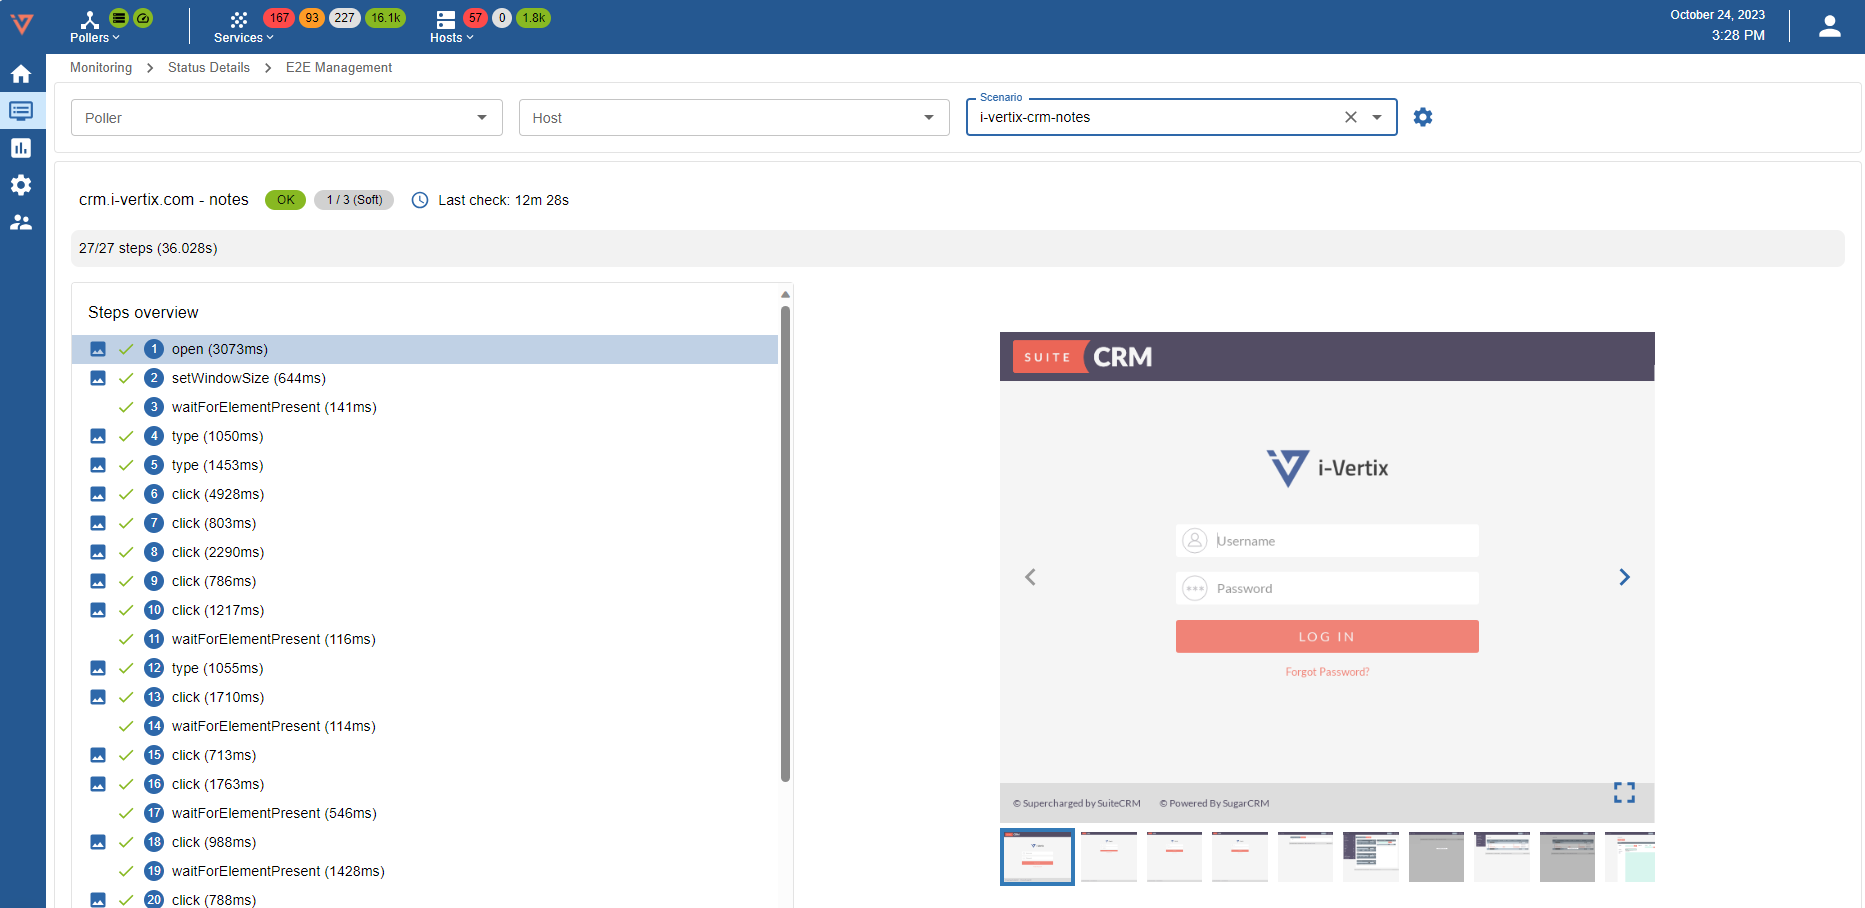 Pollers
Services
167
93
227
16.1k
Hosts
57
0
1.8k
October 24, 2023
3:28 PM
Monitoring
Status Details
E2E Management
Poller
Host
Scenario
i-vertix-crm-notes
crm.i-vertix.com - notes
OK
1 / 3 (Soft)
Last check: 12m 28s
27/27 steps (36.028s)
Steps overview
1 open (3073ms)
2 setWindowSize (644ms)
3 waitForElementPresent (141ms)
4 type (1050ms)
5 type (1453ms)
6 click (4928ms)
7 click (803ms)
8 click (2290ms)
9 click (786ms)
10 click (1217ms)
11 waitForElementPresent (116ms)
12 type (1055ms)
13 click (1710ms)
14 waitForElementPresent (114ms)
15 click (713ms)
16 click (1763ms)
17 waitForElementPresent (546ms)
18 click (988ms)
19 waitForElementPresent (1428ms)
20 click (788ms)
SUITE CRM
i-Vertix
Username
Password
LOG IN
Forgot Password?
© Supercharged by SuiteCRM
© Powered By SugarCRM